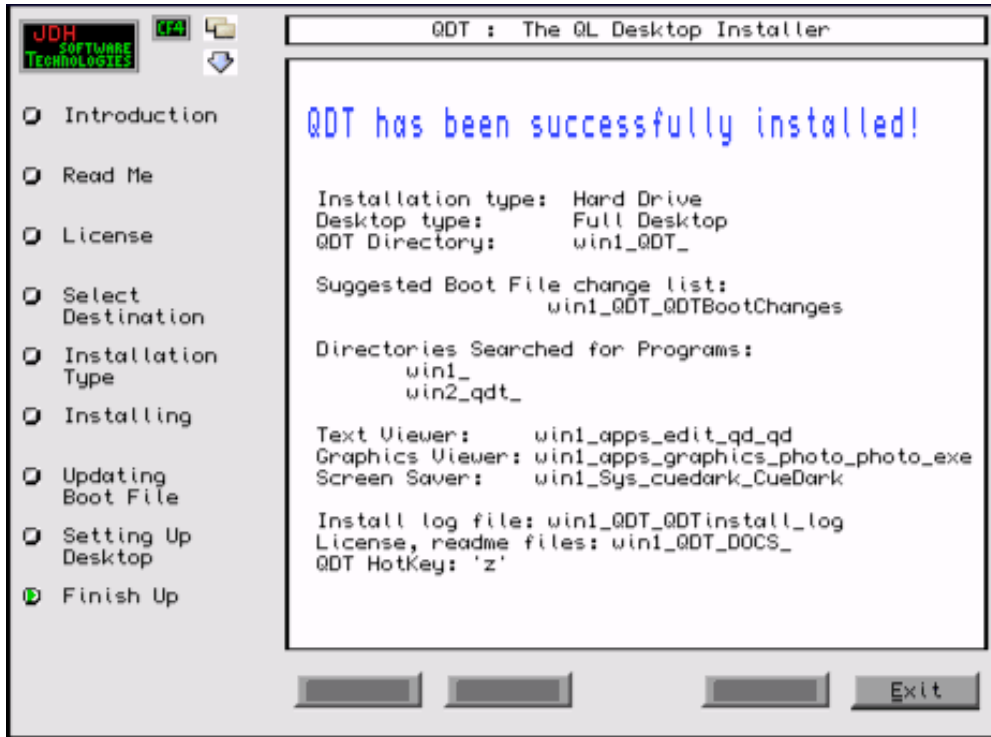 JDH
SOFTWARE
TECHNOLOGIES
CF4
QDT : The QL Desktop Installer
Introduction
Read Me
License
Select
Destination
Installation
Type
Installing
Updating
Boot File
Setting Up
Desktop
Finish Up
QDT has been successfully installed!
Installation type: Hard Drive
Desktop type: Full Desktop
QDT Directory: win1_QDT_
Suggested Boot File change list:
win1_QDT_QDTBootChanges
Directories Searched for Programs:
win1_
win2_qdt_
Text Viewer: win1_apps_edit_qd_qd
Graphics Viewer: win1_apps_graphics_photo_photo_exe
Screen Saver: win1_Sys_cuedark_CueDark
Install log file: win1_QDT_QDTinstall_log
License, readme files: win1_QDT_DOCS_
QDT HotKey: 'z'
Exit